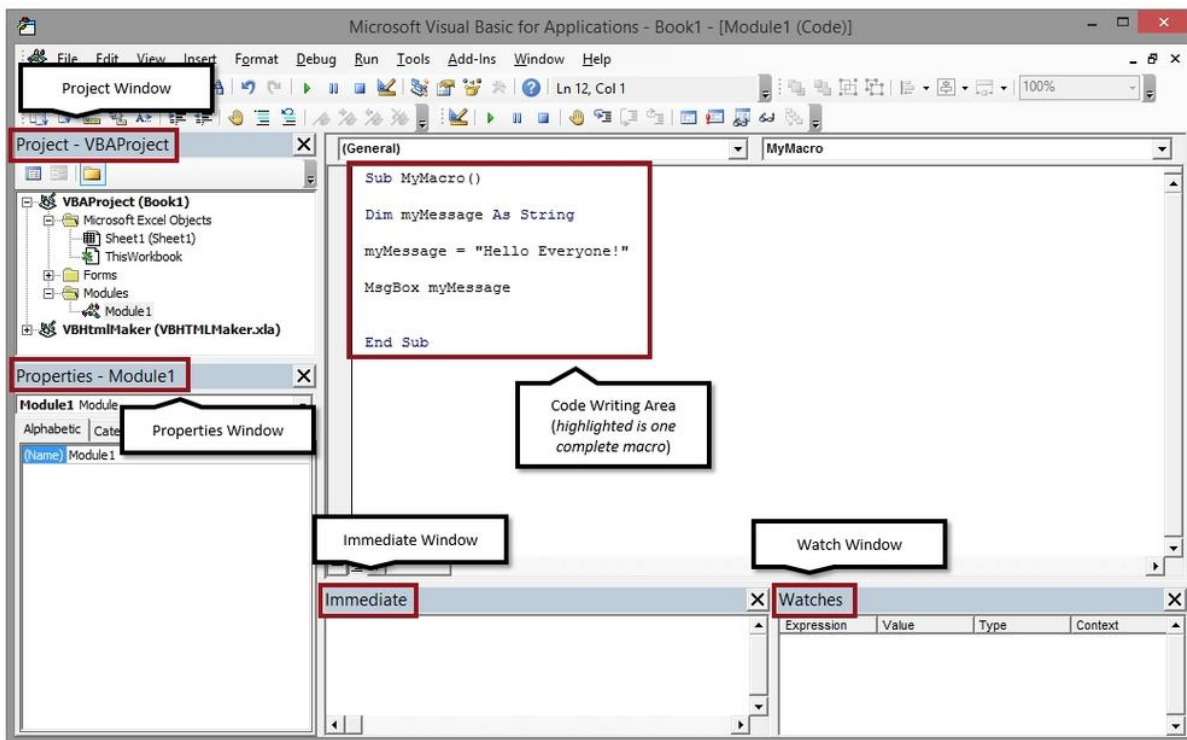 Microsoft Visual Basic for Applications - Book1 - [Module1 (Code)]
File Edit View Insert Format Debug Run Tools Add-Ins Window Help
Project Window
Ln 12, Col 1
100%
Project - VBAProject
VBAProject (Book1)
Microsoft Excel Objects
Sheet1 (Sheet1)
ThisWorkbook
Forms
Modules
Module1
VBHtmlMaker (VBHTMLMaker.xla)
Properties - Module1
Module1 Module
Alphabetic
Properties Window
(Name) Module1
(General)
MyMacro
Sub MyMacro()
Dim myMessage As String
myMessage = "Hello Everyone!"
MsgBox myMessage
End Sub
Code Writing Area
(highlighted is one
complete macro)
Immediate Window
Watch Window
Immediate
Watches
Expression Value Type Context